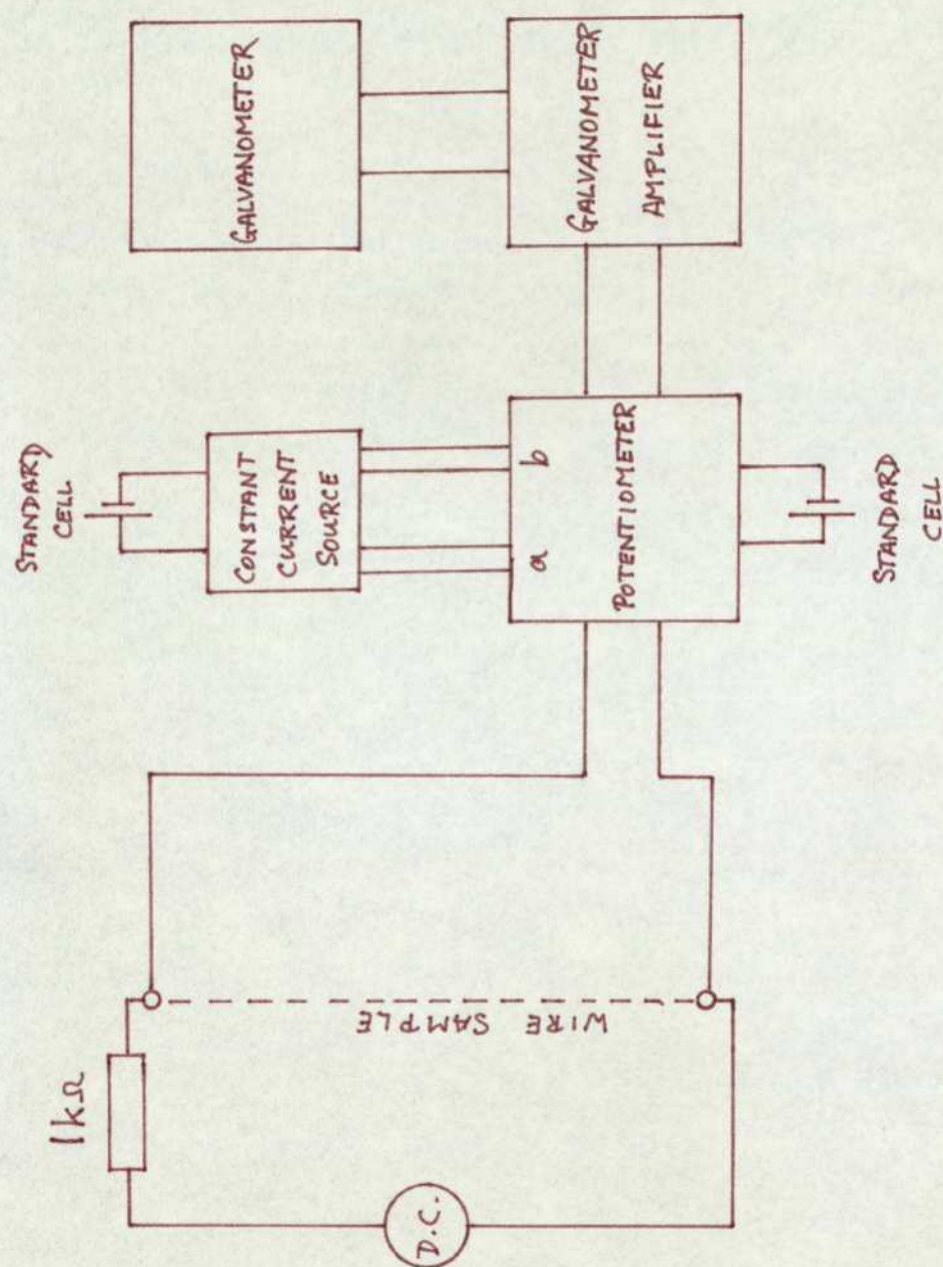 GALVANOMETER
GALVANOMETER
AMPLIFIER
STANDARD
CELL
CONSTANT
CURRENT
SOURCE
a
b
POTENTIOMETER
STANDARD
CELL
WIRE SAMPLE
1kΩ
D.C.